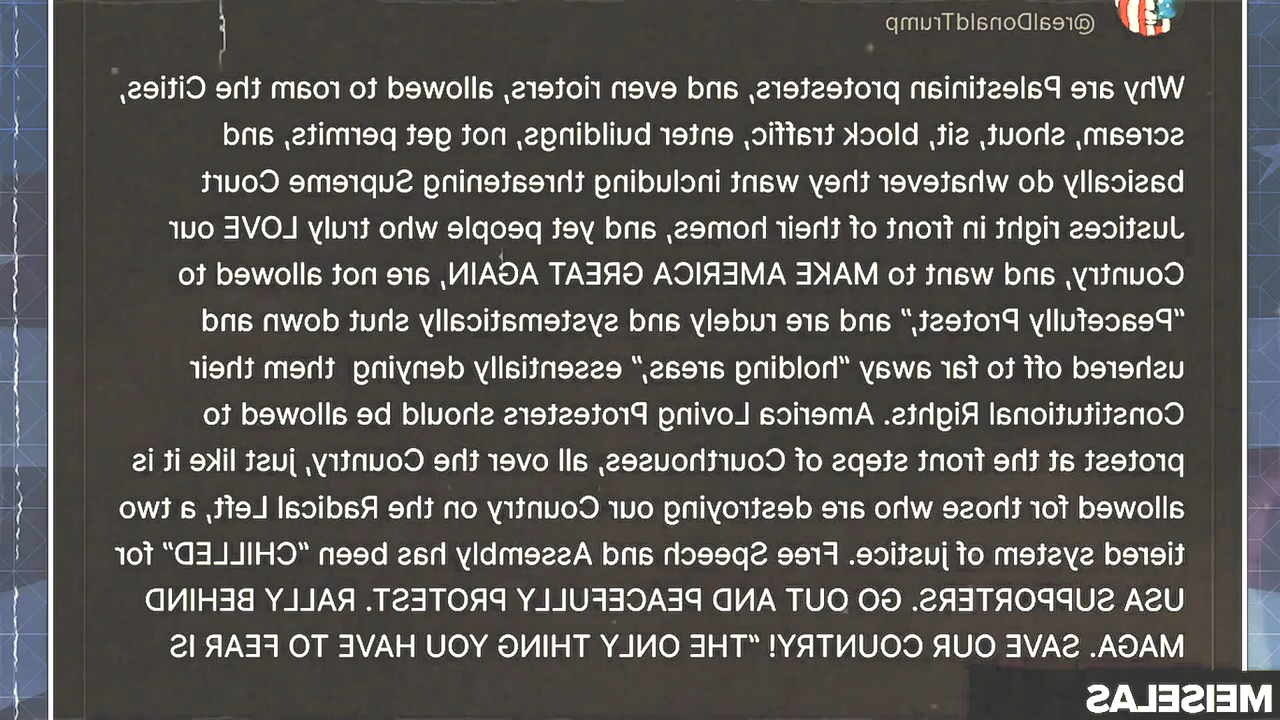 @realDonaldTrump
Why are Palestinian protesters, and even rioters, allowed to roam the Cities,
scream, shout, sit, block traffic, enter buildings, not get permits, and
basically do whatever they want including threatening Supreme Court
Justices right in front of their homes, and yet people who truly LOVE our
Country, and want to MAKE AMERICA GREAT AGAIN, are not allowed to
“Peacefully Protest,” and are rudely and systematically shut down and
ushered off to far away “holding areas,” essentially denying them their
Constitutional Rights. America Loving Protesters should be allowed to
protest at the front steps of Courthouses, all over the Country, just like it is
allowed for those who are destroying our Country on the Radical Left, a two
tiered system of justice. Free Speech and Assembly has been “CHILLED” for
USA SUPPORTERS. GO OUT AND PEACEFULLY PROTEST. RALLY BEHIND
MAGA. SAVE OUR COUNTRY! “THE ONLY THING YOU HAVE TO FEAR IS
MEISELAS